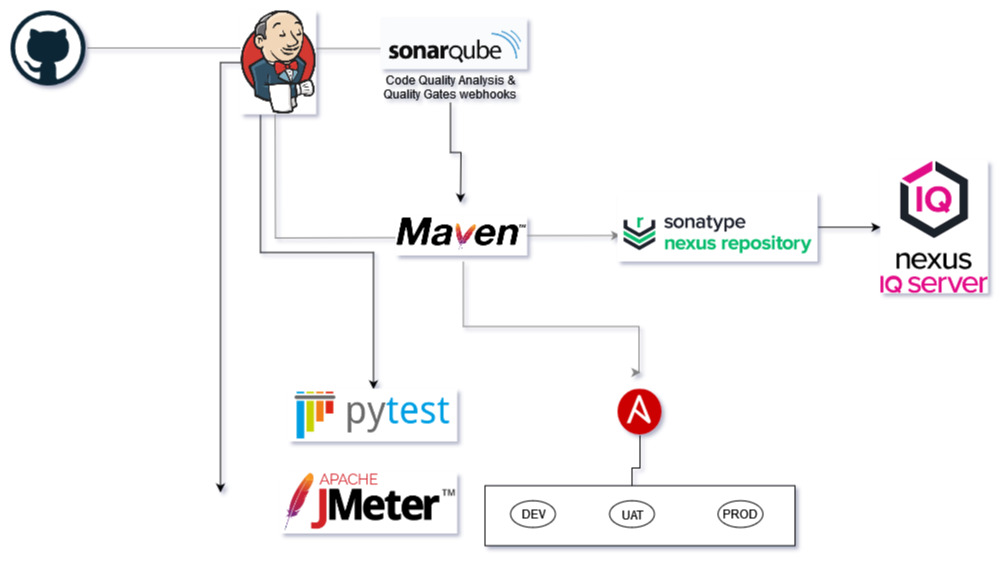 sonarqube
Code Quality Analysis &
Quality Gates webhooks
Maven™
r
sonatype
nexus repository
IQ
nexus
IQ server
pytest
APACHE
JMeter™
A
DEV
UAT
PROD